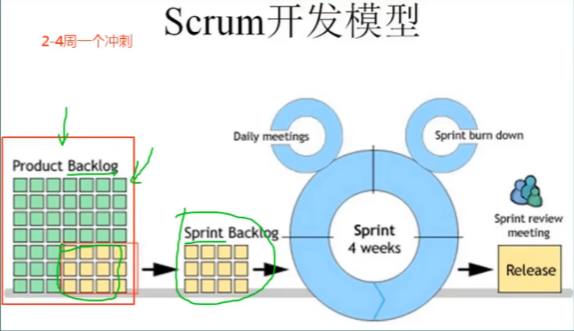 Scrum开发模型
2-4周一个冲刺
Daily meetings
Sprint burn down
Product Backlog
Sprint Backlog
Sprint
4 weeks
Sprint review
meeting
Release